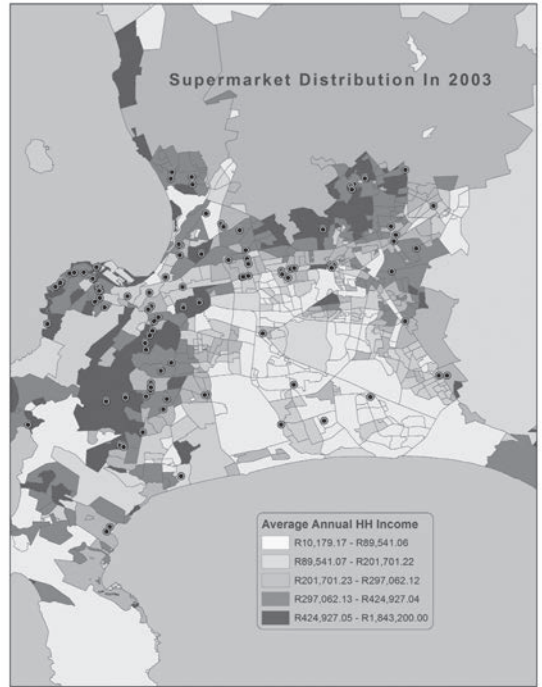 Supermarket Distribution In 2003
Average Annual HH Income
R10,179.17 - R89,541.06
R89,541.07 - R201,701.22
R201,701.23 - R297,062.12
R297,062.13 - R424,927.04
R424,927.05 - R1,843,200.00